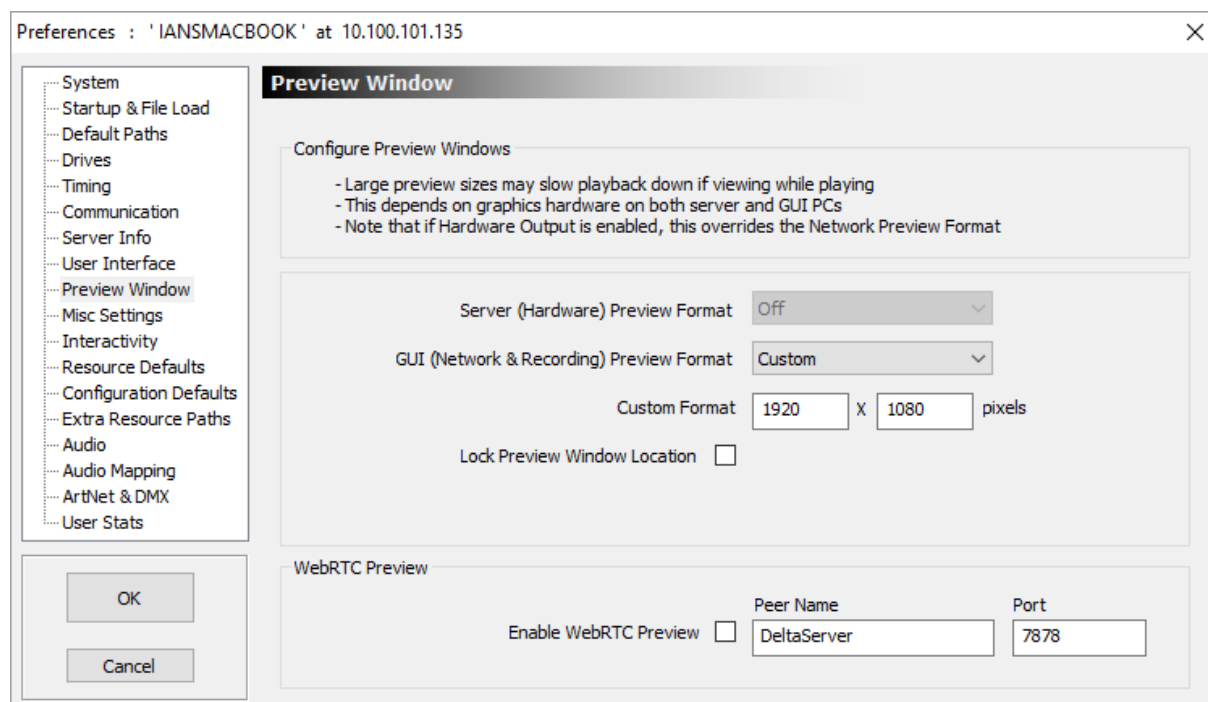 Preferences : ' IANSMACBOOK ' at 10.100.101.135
System
Startup & File Load
Default Paths
Drives
Timing
Communication
Server Info
User Interface
Preview Window
Misc Settings
Interactivity
Resource Defaults
Configuration Defaults
Extra Resource Paths
Audio
Audio Mapping
ArtNet & DMX
User Stats
OK
Cancel
Preview Window
Configure Preview Windows
- Large preview sizes may slow playback down if viewing while playing
- This depends on graphics hardware on both server and GUI PCs
- Note that if Hardware Output is enabled, this overrides the Network Preview Format
Server (Hardware) Preview Format Off
GUI (Network & Recording) Preview Format Custom
Custom Format 1920 X 1080 pixels
Lock Preview Window Location
WebRTC Preview
Peer Name Port
Enable WebRTC Preview DeltaServer 7878